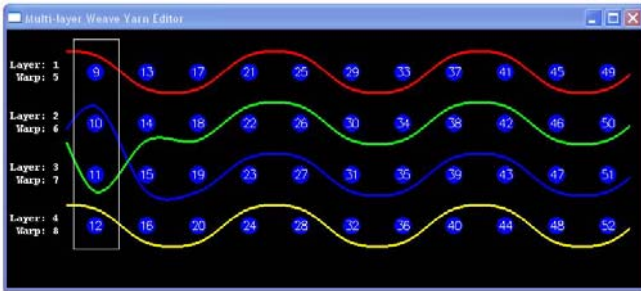 Multi-layer Weave Yarn Editor
Layer: 1
Warp: 5
9 13 17 21 25 29 33 37 41 45 49
Layer: 2
Warp: 6
10 14 18 22 26 30 34 38 42 46 50
Layer: 3
Warp: 7
11 15 19 23 27 31 35 39 43 47 51
Layer: 4
Warp: 8
12 16 20 24 28 32 36 40 44 48 52